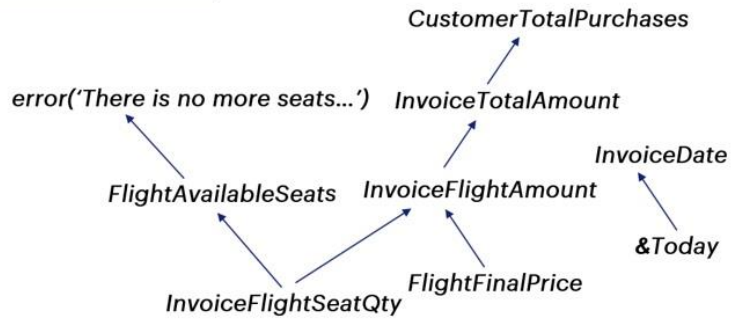 CustomerTotalPurchases
error('There is no more seats...')
InvoiceTotalAmount
InvoiceDate
FlightAvailableSeats
InvoiceFlightAmount
&Today
FlightFinalPrice
InvoiceFlightSeatQty